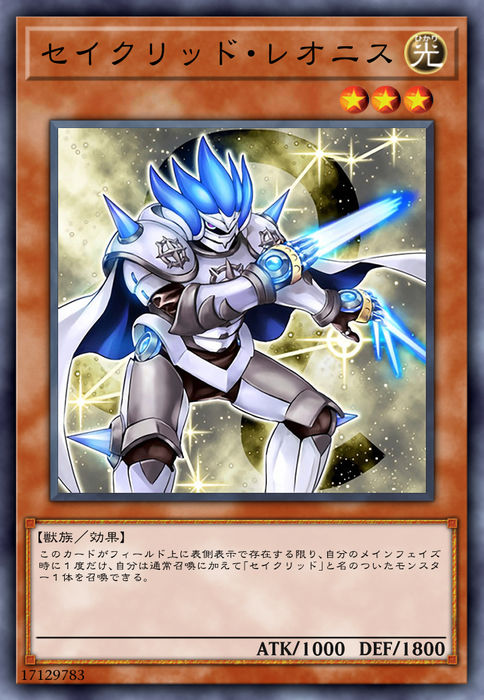 セイクリッド・レオニス
ひかり
光
【獣族／効果】
このカードがフィールド上に表側表示で存在する限り、自分のメインフェイズ
時に１度だけ、自分は通常召喚に加えて「セイクリッド」と名のついたモンスタ
ー１体を召喚できる。
ATK/1000 DEF/1800
17129783